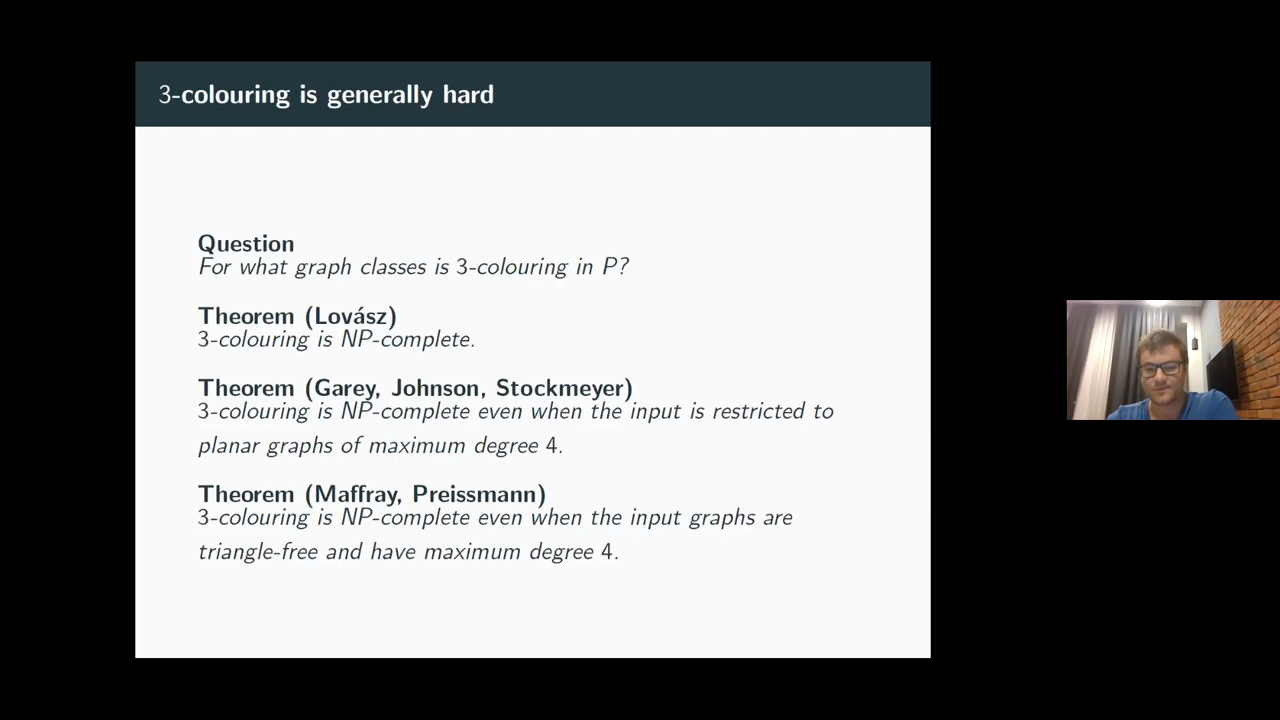 3-colouring is generally hard
Question
For what graph classes is 3-colouring in P?
Theorem (Lovász)
3-colouring is NP-complete.
Theorem (Garey, Johnson, Stockmeyer)
3-colouring is NP-complete even when the input is restricted to
planar graphs of maximum degree 4.
Theorem (Maffray, Preissmann)
3-colouring is NP-complete even when the input graphs are
triangle-free and have maximum degree 4.